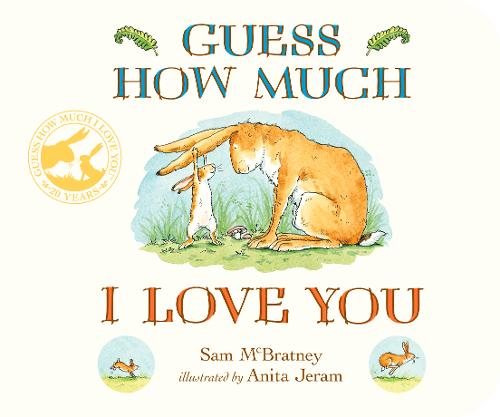 GUESS
HOW MUCH
GUESS HOW MUCH I LOVE YOU
20 YEARS
I LOVE YOU
Sam McBratney
illustrated by Anita Jeram